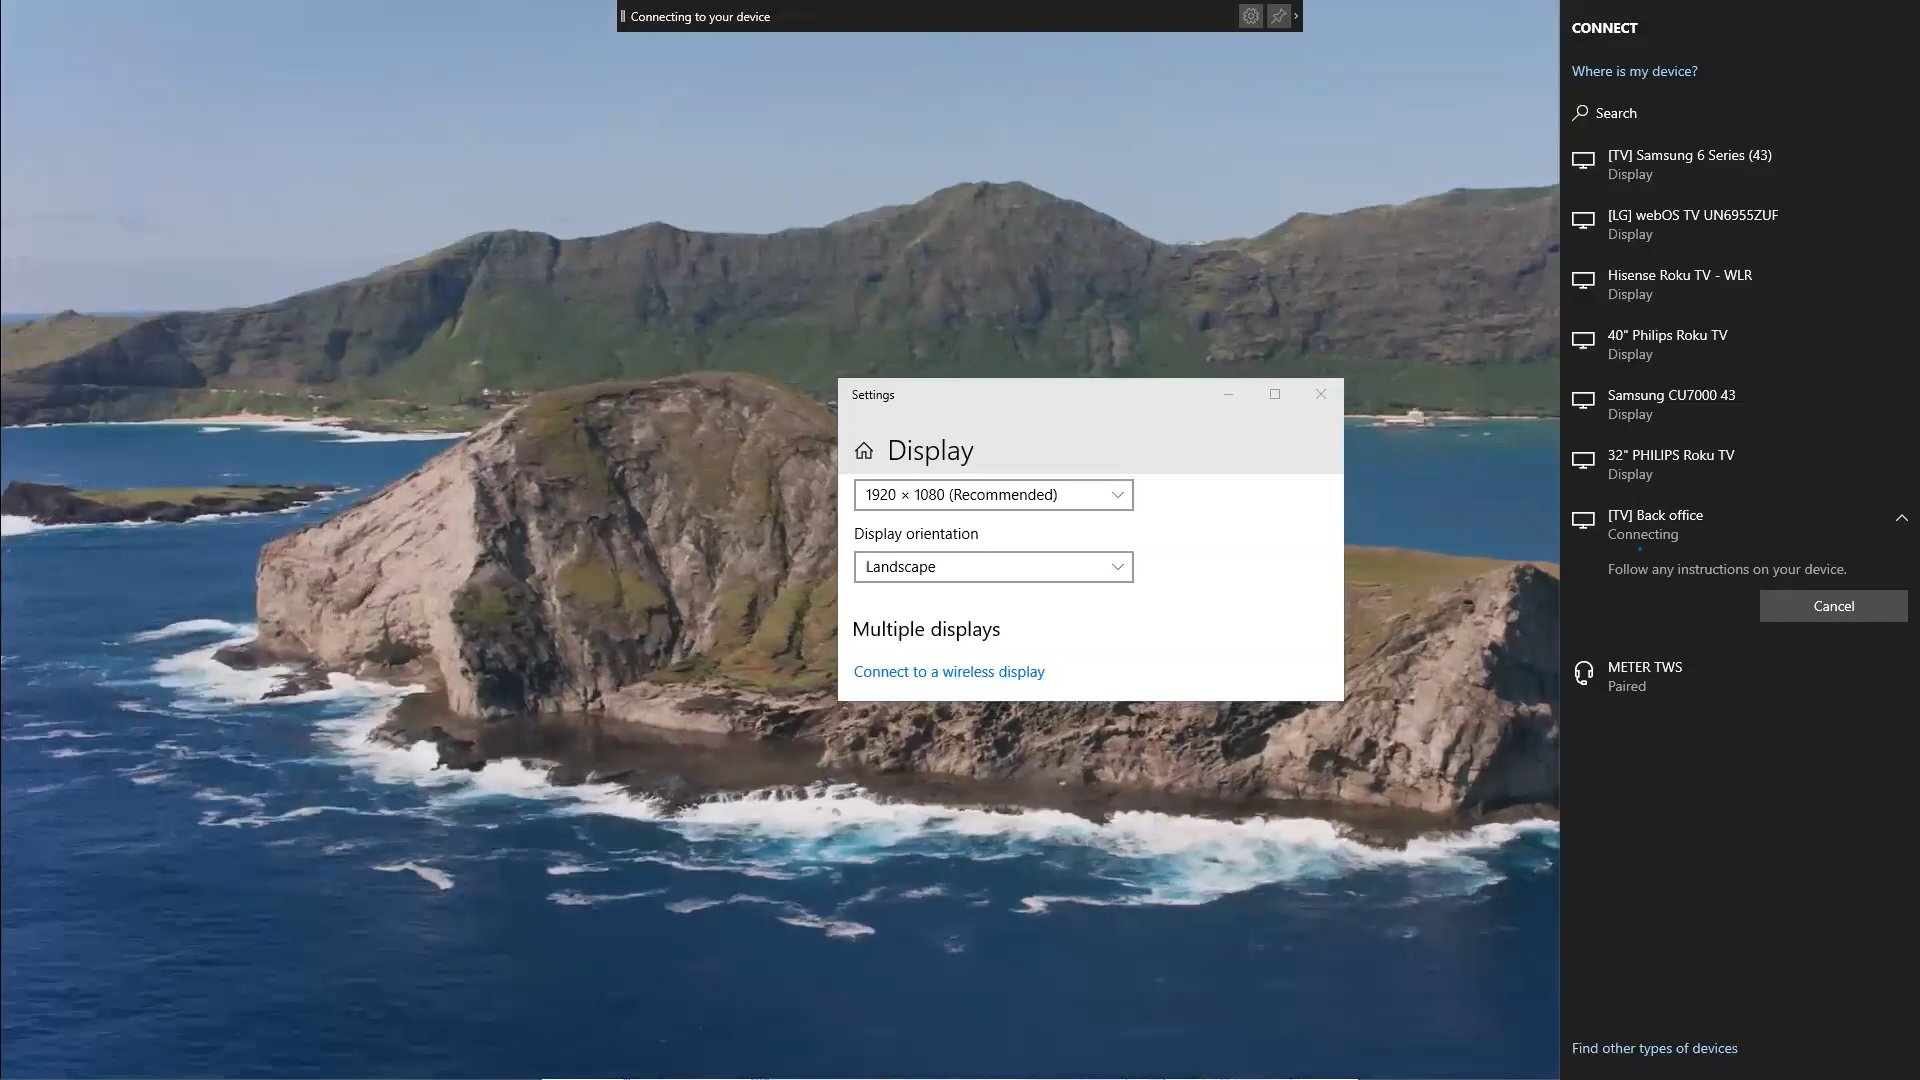 Connecting to your device
CONNECT
Where is my device?
Search
[TV] Samsung 6 Series (43)
Display
[LG] webOS TV UN6955ZUF
Display
Hisense Roku TV - WLR
Display
40" Philips Roku TV
Display
Samsung CU7000 43
Display
32" PHILIPS Roku TV
Display
[TV] Back office
Connecting
Follow any instructions on your device.
Cancel
METER TWS
Paired
Find other types of devices
Settings
Display
1920 × 1080 (Recommended)
Display orientation
Landscape
Multiple displays
Connect to a wireless display